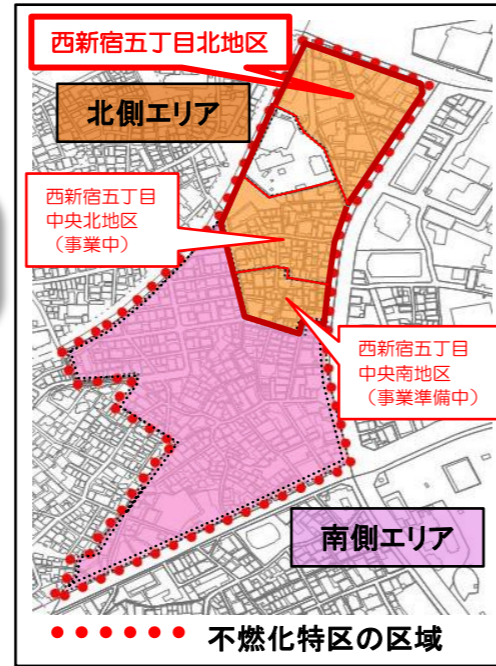 西新宿五丁目北地区
北側エリア
西新宿五丁目
中央北地区
（事業中）
西新宿五丁目
中央南地区
（事業準備中）
南側エリア
不燃化特区の区域